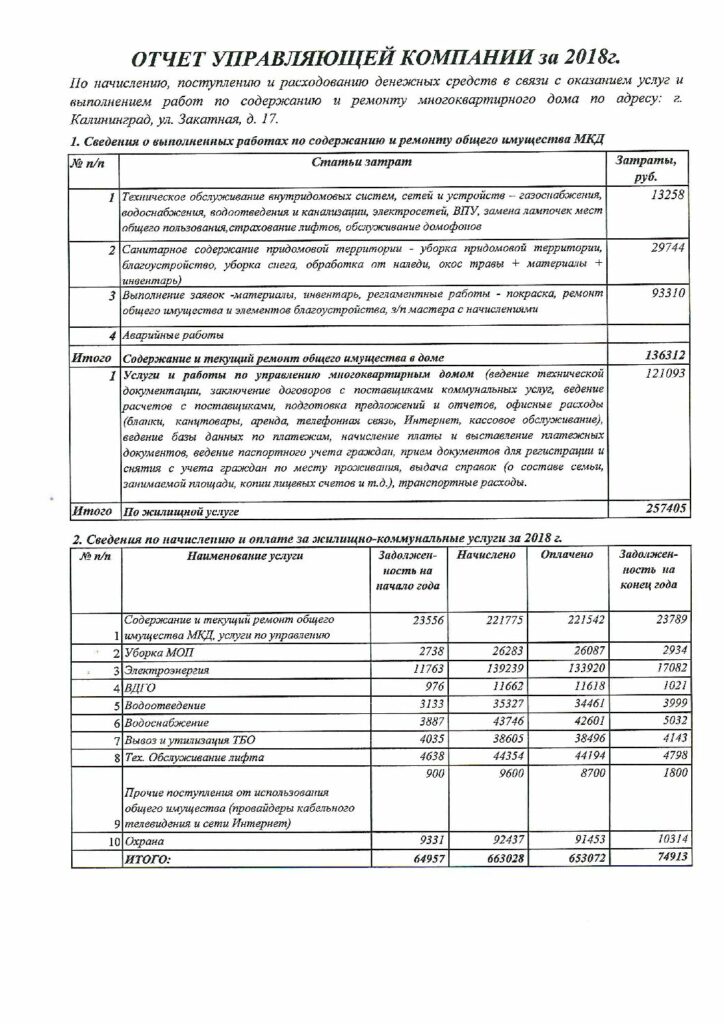 ОТЧЕТ УПРАВЛЯЮЩЕЙ КОМПАНИИ за 2018г.
По начислению, поступлению и расходованию денежных средств в связи с оказанием услуг и
выполнением работ по содержанию и ремонту многоквартирного дома по адресу: г.
Калининград, ул. Закатная, д. 17.
1. Сведения о выполненных работах по содержанию и ремонту общего имущества МКД
№ п/п Статьи затрат Затраты,
руб.
1 Техническое обслуживание внутридомовых систем, сетей и устройств – газоснабжения, 13258
водоснабжения, водоотведения и канализации, электросетей, ВПУ, замена лампочек мест
общего пользования,страхование лифтов, обслуживание домофонов
2 Санитарное содержание придомовой территории - уборка придомовой территории, 29744
благоустройство, уборка снега, обработка от наледи, окос травы + материалы +
инвентарь)
3 Выполнение заявок -материалы, инвентарь, регламентные работы - покраска, ремонт 93310
общего имущества и элементов благоустройства, з/п мастера с начислениями
4 Аварийные работы
Итого Содержание и текущий ремонт общего имущества в доме 136312
1 Услуги и работы по управлению многоквартирным домом (ведение технической 121093
документации, заключение договоров с поставщиками коммунальных услуг, ведение
расчетов с поставщиками, подготовка предложений и отчетов, офисные расходы
(бланки, канцтовары, аренда, телефонная связь, Интернет, кассовое обслуживание),
ведение базы данных по платежам, начисление платы и выставление платежных
документов, ведение паспортного учета граждан, прием документов для регистрации и
снятия с учета граждан по месту проживания, выдача справок (о составе семьи,
занимаемой площади, копии лицевых счетов и т.д.), транспортные расходы.
Итого По жилищной услуге 257405
2. Сведения по начислению и оплате за жилищно-коммунальные услуги за 2018 г.
№ п/п Наименование услуги Задолжен- Начислено Оплачено Задолжен-
ность на ность на
начало года конец года
Содержание и текущий ремонт общего 23556 221775 221542 23789
1 имущества МКД, услуги по управлению
2 Уборка МОП 2738 26283 26087 2934
3 Электроэнергия 11763 139239 133920 17082
4 ВДГО 976 11662 11618 1021
5 Водоотведение 3133 35327 34461 3999
6 Водоснабжение 3887 43746 42601 5032
7 Вывоз и утилизация ТБО 4035 38605 38496 4143
8 Тех. Обслуживание лифта 4638 44354 44194 4798
900 9600 8700 1800
Прочие поступления от использования
общего имущества (провайдеры кабельного
9 телевидения и сети Интернет)
10 Охрана 9331 92437 91453 10314
ИТОГО: 64957 663028 653072 74913